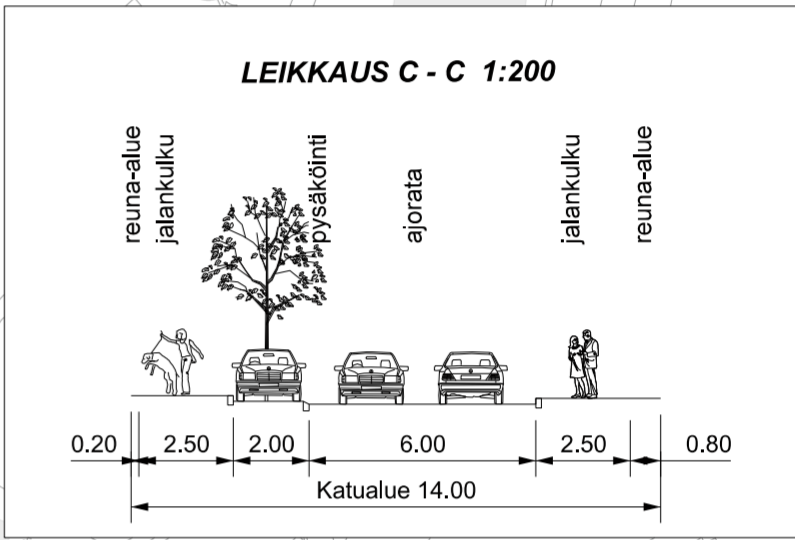 LEIKKAUS C - C 1:200
reuna-alue
jalankulku
pysäköinti
ajorata
jalankulku
reuna-alue
0.20 2.50 2.00 6.00 2.50 0.80
Katualue 14.00